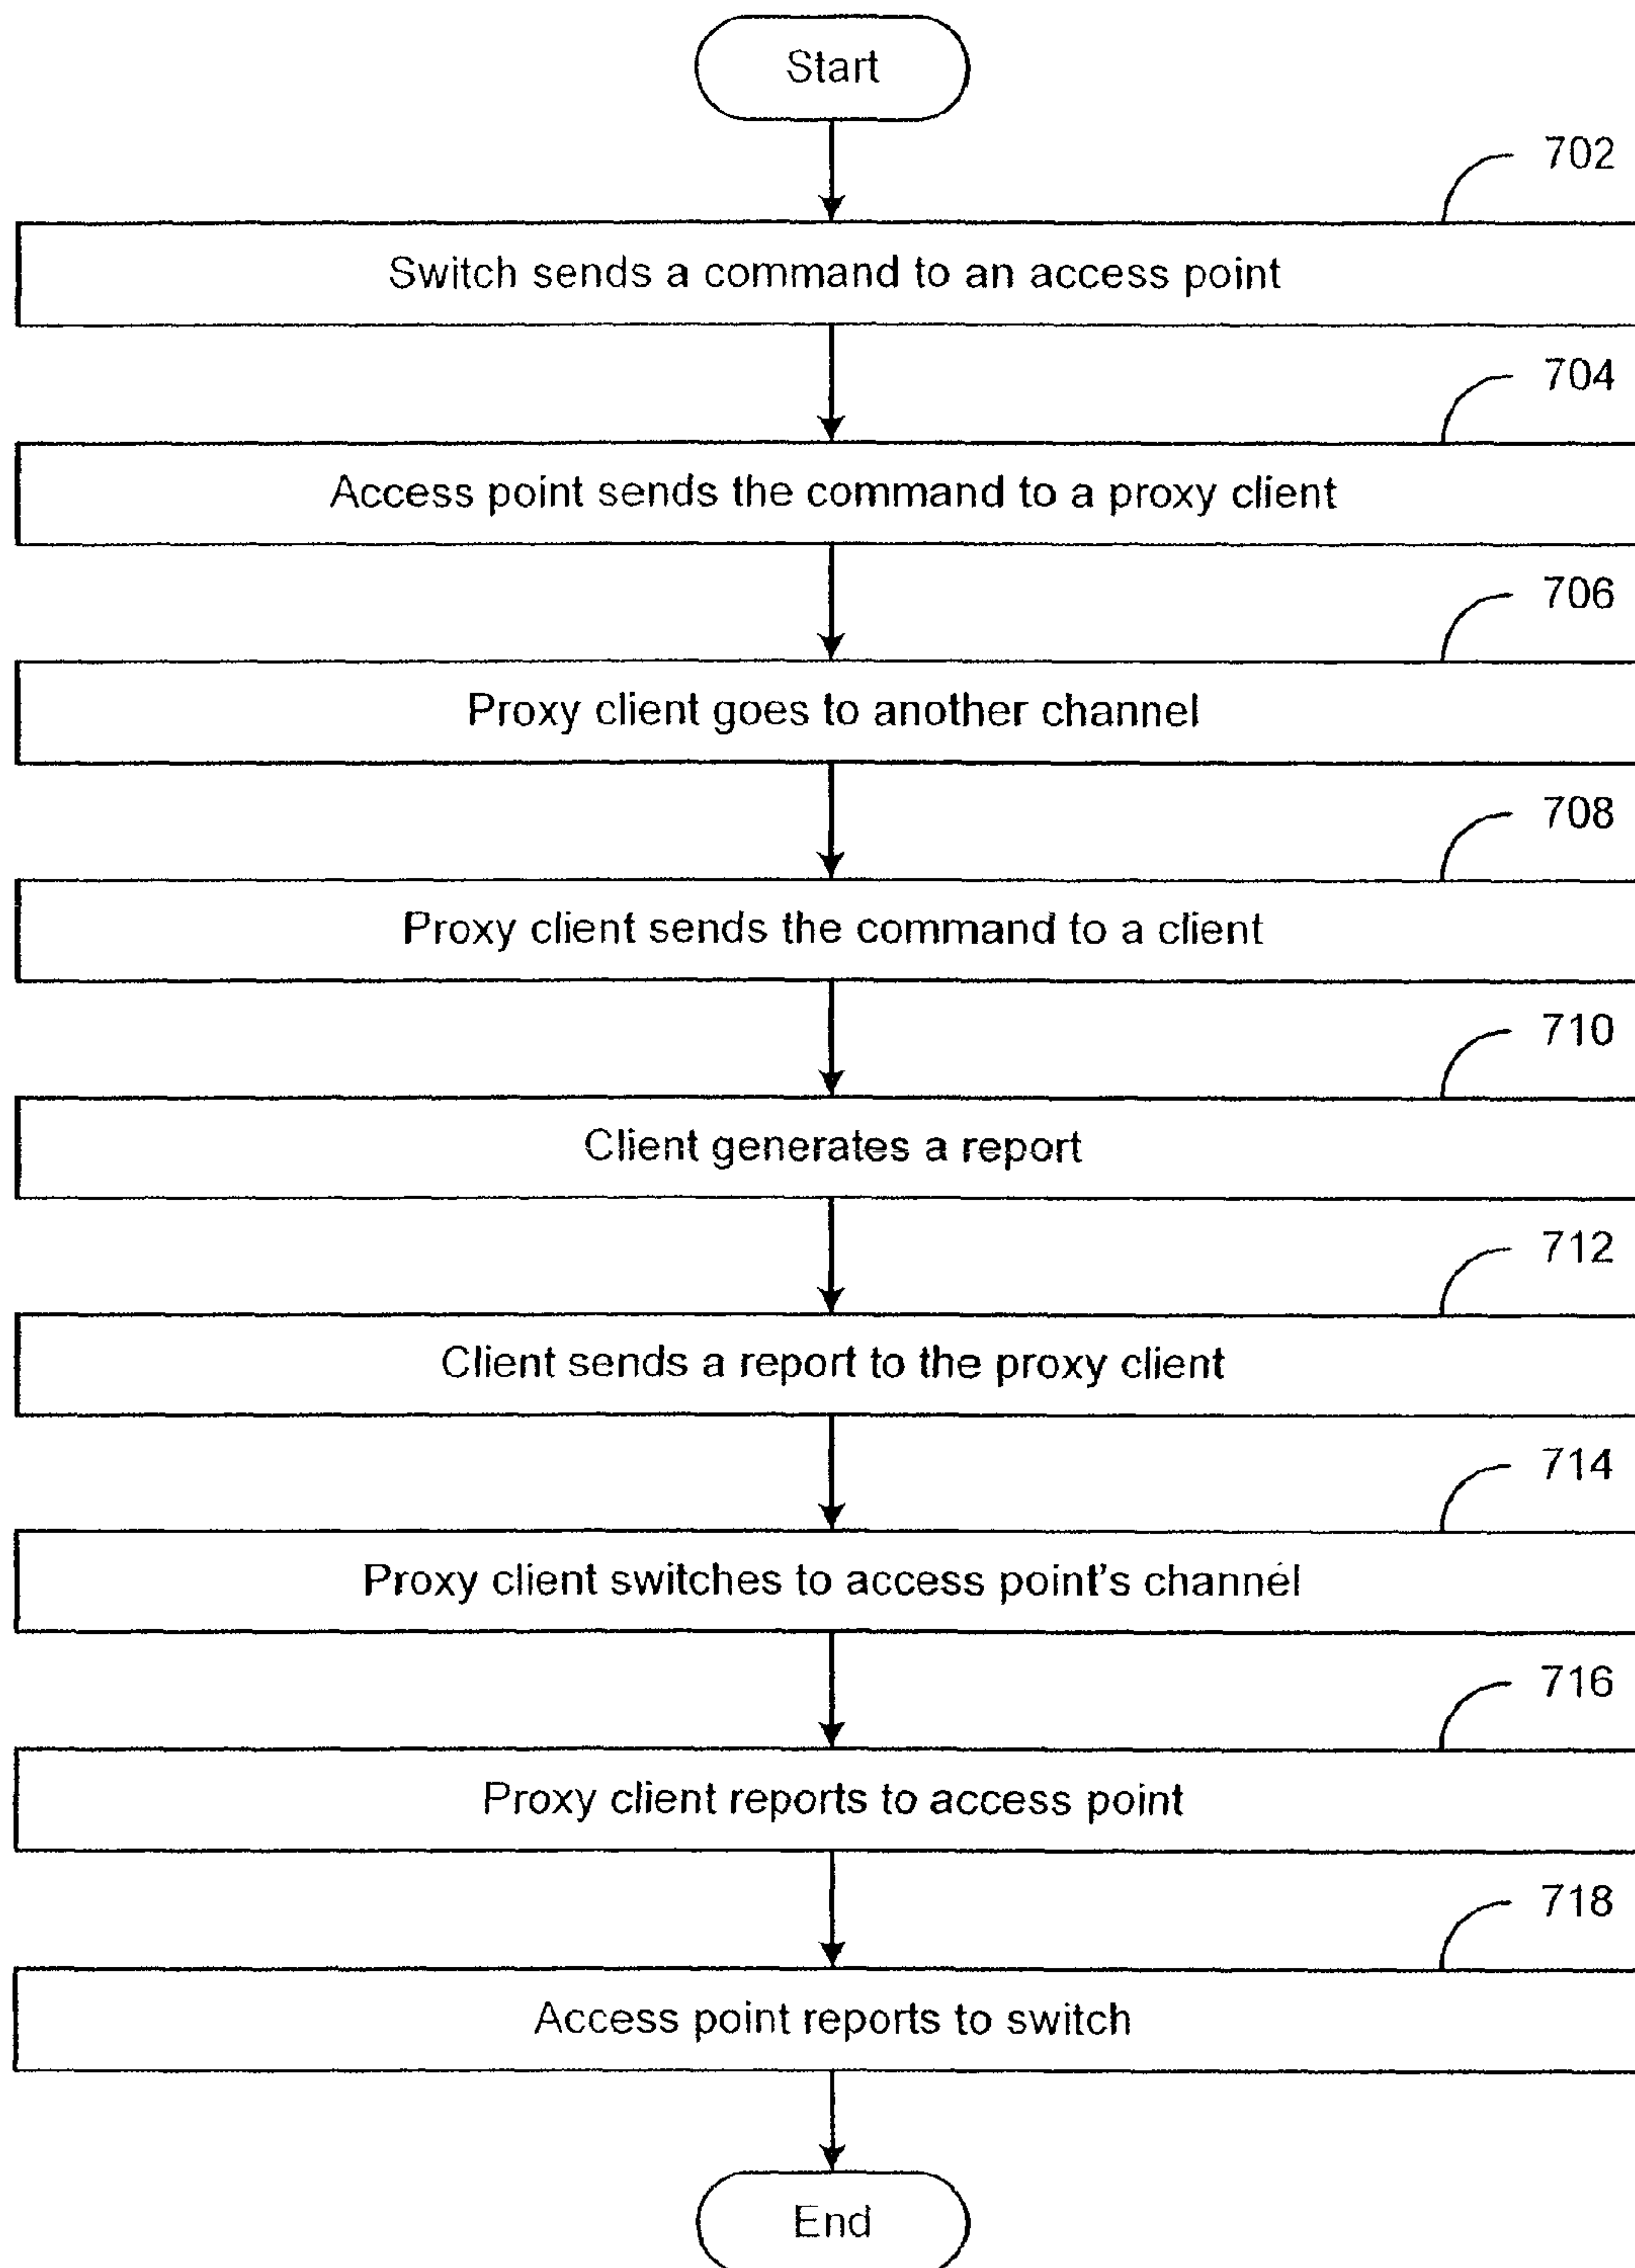 Start
702
Switch sends a command to an access point
704
Access point sends the command to a proxy client
706
Proxy client goes to another channel
708
Proxy client sends the command to a client
710
Client generates a report
712
Client sends a report to the proxy client
714
Proxy client switches to access point's channel
716
Proxy client reports to access point
718
Access point reports to switch
End